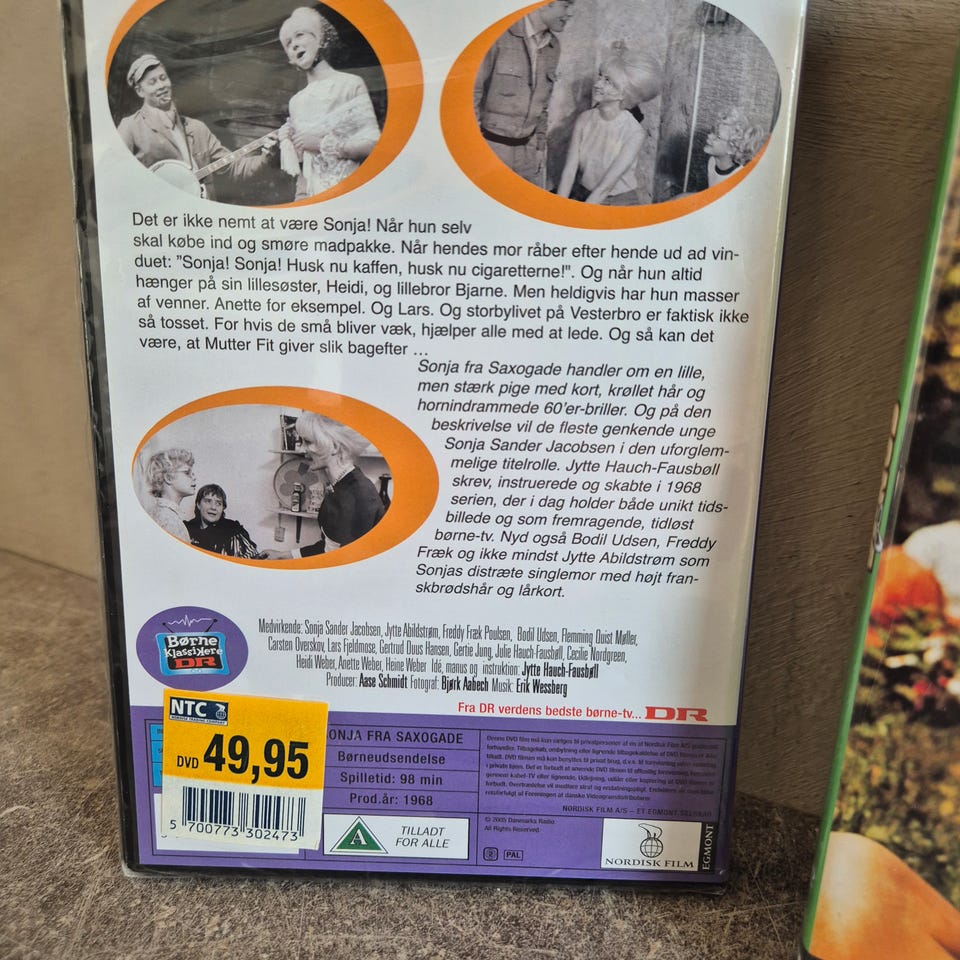 Det er ikke nemt at være Sonja! Når hun selv
skal købe ind og smøre madpakke. Når hendes mor råber efter hende ud ad vin-
duet: "Sonja! Sonja! Husk nu kaffen, husk nu cigaretterne!". Og når hun altid
hænger på sin lillesøster, Heidi, og lillebror Bjarne. Men heldigvis har hun masser
af venner. Anette for eksempel. Og Lars. Og storbylivet på Vesterbro er faktisk ikke
så tosset. For hvis de små bliver væk, hjælper alle med at lede. Og så kan det
være, at Mutter Fit giver slik bagefter ...
Sonja fra Saxogade handler om en lille,
men stærk pige med kort, krøllet hår og
hornindrammede 60'er-briller. Og på den
beskrivelse vil de fleste genkende unge
Sonja Sander Jacobsen i den uforglem-
melige titelrolle. Jytte Hauch-Fausbøll
skrev, instruerede og skabte i 1968
serien, der i dag holder både unikt tids-
billede og som fremragende, tidløst
børne-tv. Nyd også Bodil Udsen, Freddy
Fræk og ikke mindst Jytte Abildstrøm som
Sonjas distræte singlemor med højt fran-
skbrødshår og lårkort.
Børne
Klassikere
DR
Medvirkende: Sonja Sander Jacobsen, Jytte Abildstrøm, Freddy Fræk Poulsen, Bodil Udsen, Flemming Quist Møller,
Carsten Overskov, Lars Fjeldmose, Gertrud Duus Hansen, Gertie Jung, Julie Hauch-Fausbøll, Cecilie Nordgreen,
Heidi Weber, Anette Weber, Heine Weber Idé, manus og instruktion: Jytte Hauch-Fausbøll
Producer: Aase Schmidt Fotograf: Bjørk Aabech Musik: Erik Wessberg
Fra DR verdens bedste børne-tv... DR
NTC
DVD 49,95
5 700773 302473
SONJA FRA SAXOGADE
Børneudsendelse
Spilletid: 98 min
Prod.år: 1968
A
TILLADT
FOR ALLE
NORDISK FILM A/S – ET EGMONT SELSKAB
© 2005 Danmarks Radio
All Rights Reserved
2 PAL
NORDISK FILM
EGMONT